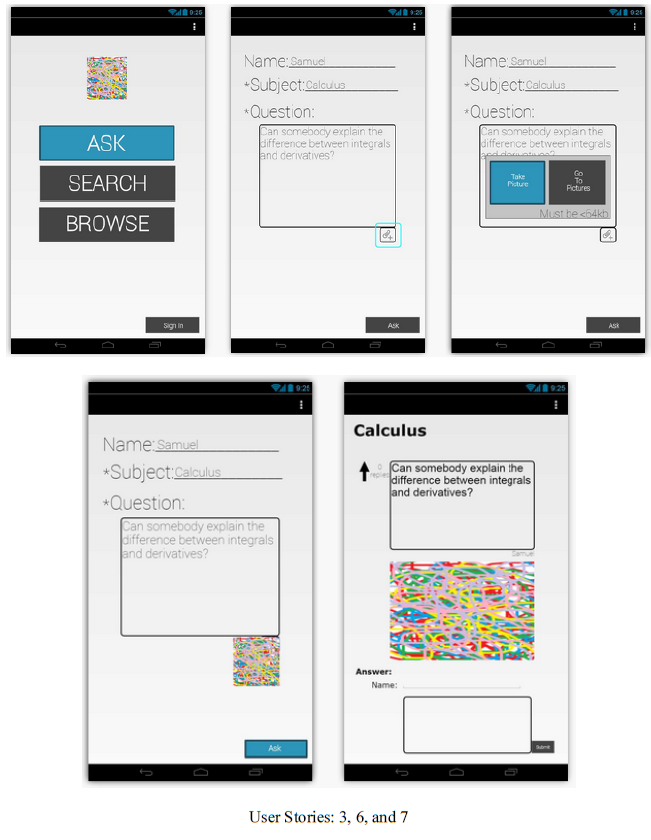 9:25
ASK
SEARCH
BROWSE
Sign In
9:25
Name: Samuel
*Subject: Calculus
*Question:
Can somebody explain the
difference between integrals
and derivatives?
Ask
9:25
Name: Samuel
*Subject: Calculus
*Question:
Can somebody explain the
difference between integrals
and derivatives?
Take
Picture
Go
To
Pictures
Must be <64kb
Ask
9:25
Name: Samuel
*Subject: Calculus
*Question:
Can somebody explain the
difference between integrals
and derivatives?
Ask
9:25
Calculus
0
replies
Can somebody explain the
difference between integrals
and derivatives?
Samuel
Answer:
Name:
Submit
User Stories: 3, 6, and 7